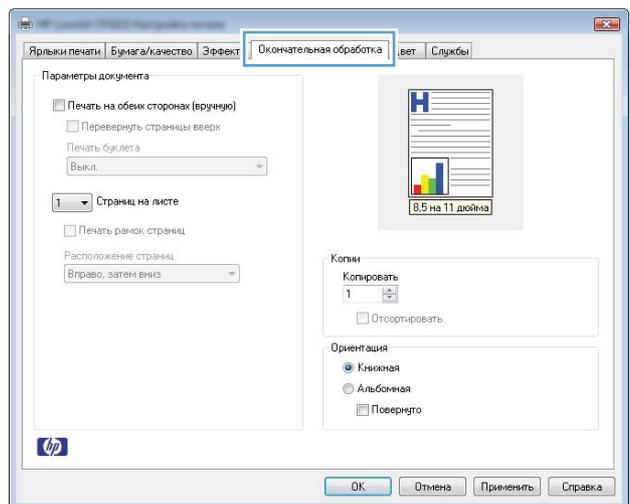 Ярлыки печати
Бумага/качество
Эффект
Окончательная обработка
вет
Службы
Параметры документа
Печать на обеих сторонах (вручную)
Перевернуть страницы вверх
Печать буклета
Выкл.
1 Страниц на листе
Печать рамок страниц
Расположение страниц
Вправо, затем вниз
H
8,5 на 11 дюйма
Копии
Копировать
1
Отсортировать
Ориентация
Книжная
Альбомная
Повернуто
hp
OK
Отмена
Применить
Справка